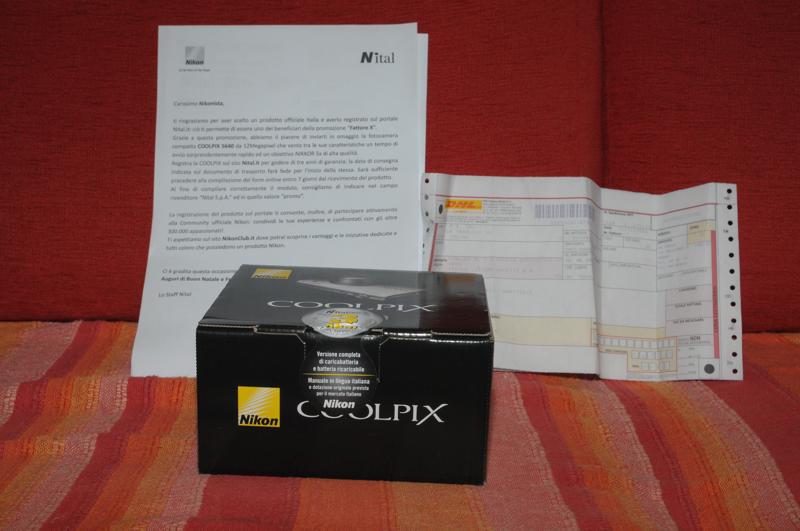 Nikon
Nital
Carissimo Nikonista,
ti ringraziamo per aver scelto un prodotto ufficiale Italia e averlo registrato sul portale
Nital.it: ciò ti permette di essere uno dei beneficiari della promozione "Fattore X".
Grazie a questa promozione, abbiamo il piacere di inviarti in omaggio la fotocamera
compatta COOLPIX S640 da 12Megapixel che vanta tra le sue caratteristiche un tempo di
avvio sorprendentemente rapido ed un obiettivo NIKKOR 5x di alta qualità.
Registra la COOLPIX sul sito Nital.it per godere di tre anni di garanzia; la data di consegna
indicata sul documento di trasporto farà fede per l'inizio della stessa. Sarà sufficiente
precedere alla compilazione del form online entro 7 giorni dal ricevimento del prodotto.
Al fine di compilare correttamente il modulo, consigliamo di indicare nel campo
rivenditore "Nital S.p.A." ed in quello valore "promo".
La registrazione del prodotto sul portale ti consente, inoltre, di partecipare attivamente
alla Community ufficiale Nikon: condividi le tue esperienze e confrontati con gli altri
300.000 appassionati!
Ti aspettiamo sul sito NikonClub.it dove potrai scoprire i vantaggi e le iniziative dedicate a
tutti coloro che possiedono un prodotto Nikon.
Ci è gradita questa occasione
Auguri di Buon Natale e Fe
Lo Staff Nital
DHL
Nikon
COOLPIX
3
Versione completa
di caricabatteria
e batteria ricaricabile
Manuale in lingua italiana
e dotazione originale prevista
per il mercato italiano
Nikon
Nikon COOLPIX